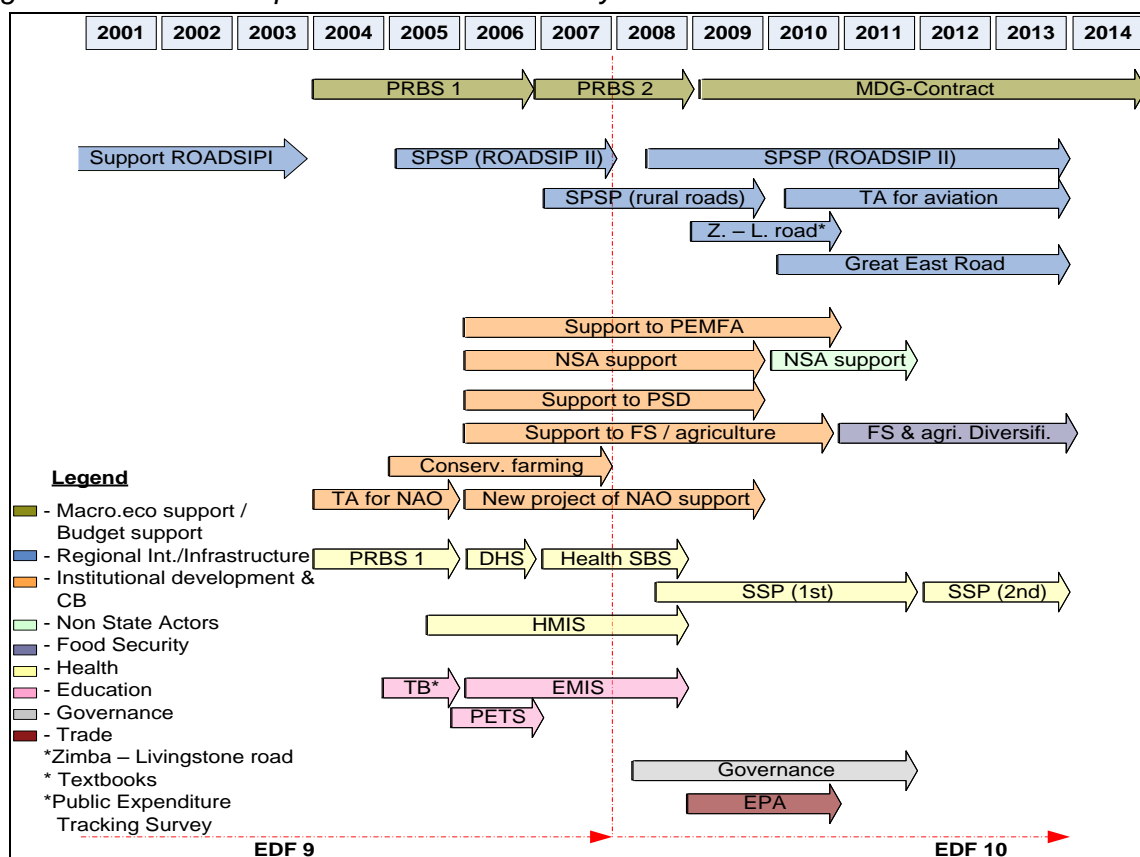 2001 2002 2003 2004 2005 2006 2007 2008 2009 2010 2011 2012 2013 2014
PRBS 1 PRBS 2 MDG-Contract
Support ROADSIPI SPSP (ROADSIP II) SPSP (ROADSIP II)
SPSP (rural roads) TA for aviation
Z. – L. road*
Great East Road
Support to PEMFA
NSA support NSA support
Support to PSD
Support to FS / agriculture FS & agri. Diversifi.
Conserv. farming
TA for NAO New project of NAO support
PRBS 1 DHS Health SBS
SSP (1st) SSP (2nd)
HMIS
TB* EMIS
PETS
Governance
EPA
Legend
- Macro.eco support /
Budget support
- Regional Int./Infrastructure
- Institutional development &
CB
- Non State Actors
- Food Security
- Health
- Education
- Governance
- Trade
*Zimba – Livingstone road
* Textbooks
*Public Expenditure
Tracking Survey
EDF 9 EDF 10